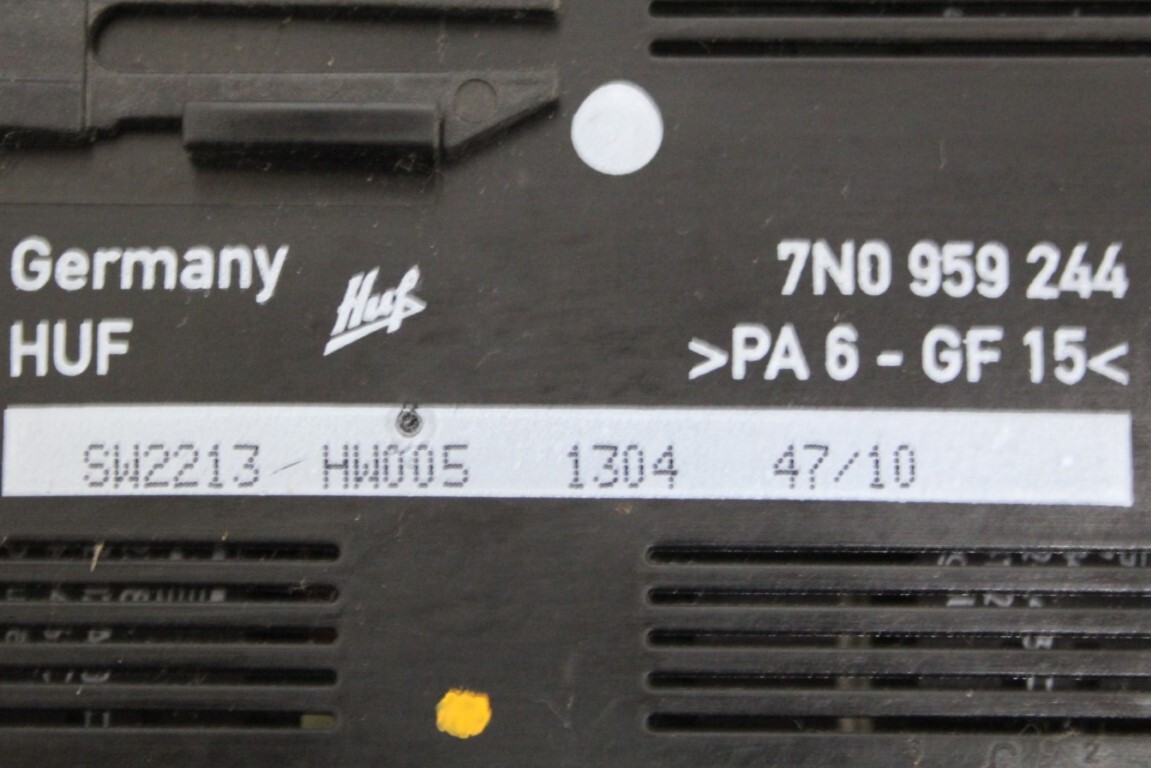 Germany
Huf
7N0 959 244
HUF
>PA 6 - GF 15<
SW2213 HW005 1304 47/10